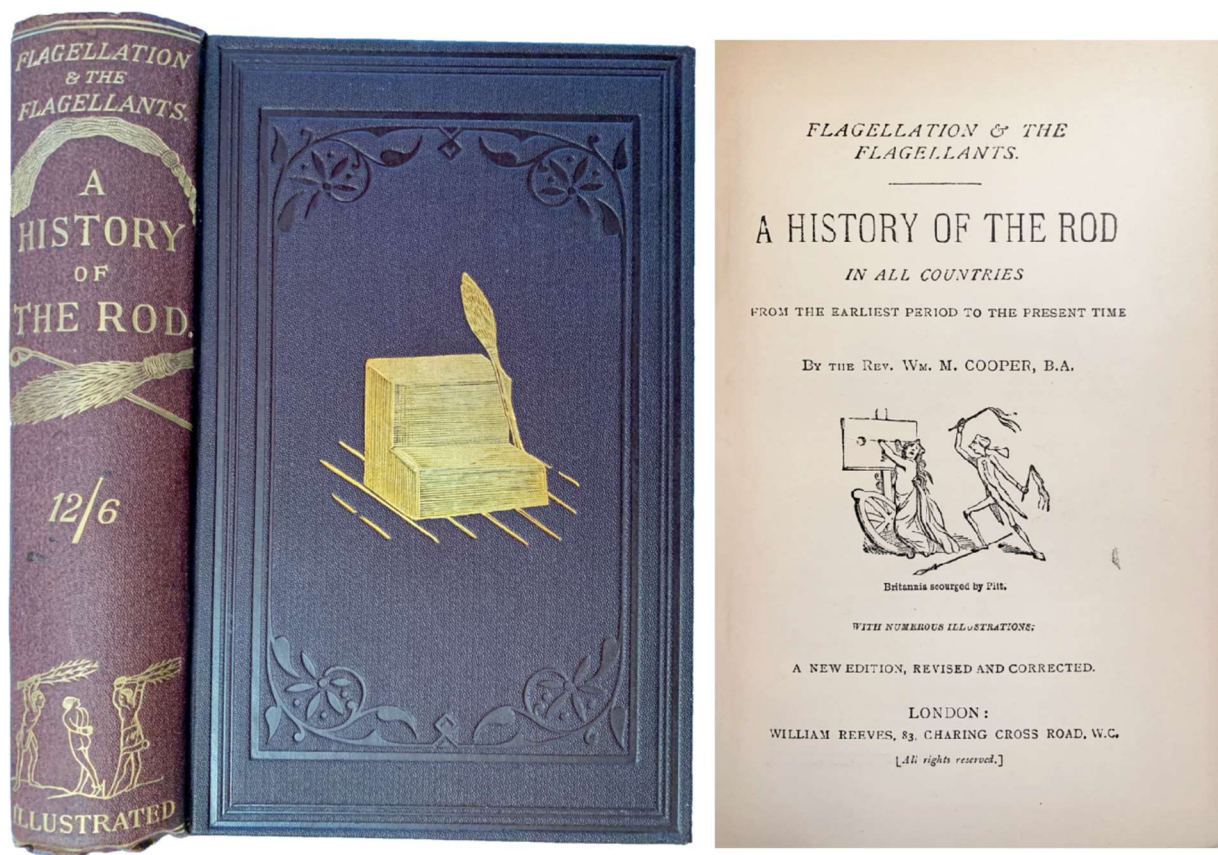 FLAGELLATION
& THE
FLAGELLANTS.
A
HISTORY
OF
THE ROD.
12/6
ILLUSTRATED
FLAGELLATION & THE
FLAGELLANTS.
A HISTORY OF THE ROD
IN ALL COUNTRIES
FROM THE EARLIEST PERIOD TO THE PRESENT TIME
BY THE REV. WM. M. COOPER, B.A.
Britannia scourged by Pitt.
WITH NUMEROUS ILLUSTRATIONS;
A NEW EDITION, REVISED AND CORRECTED.
LONDON:
WILLIAM REEVES, 83, CHARING CROSS ROAD, W.C.
[All rights reserved.]